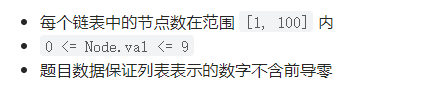 每个链表中的节点数在范围 [1, 100] 内
0 <= Node.val <= 9
题目数据保证列表表示的数字不含前导零